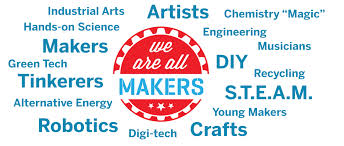 Industrial Arts
Artists
Chemistry “Magic”
Hands-on Science
Engineering
Makers
Musicians
we
are all
MAKERS
Green Tech
DIY
Tinkerers
Recycling
Alternative Energy
S.T.E.A.M.
Young Makers
Robotics
Digi-tech
Crafts